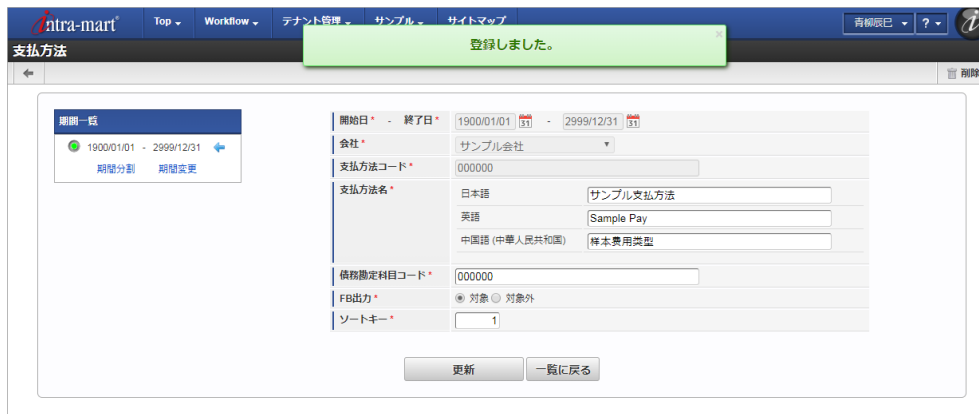 intra-mart® Top Workflow テナント管理 サンプル サイトマップ 青柳辰巳 ?
登録しました。 ×
支払方法
削除
期間一覧
1900/01/01 - 2999/12/31
期間分割 期間変更
開始日* - 終了日* 1900/01/01 31 - 2999/12/31 31
会社* サンプル会社
支払方法コード* 000000
支払方法名* 日本語 サンプル支払方法
英語 Sample Pay
中国語 (中華人民共和国) 样本费用类型
債務勘定科目コード* 000000
FB出力* 対象 対象外
ソートキー* 1
更新 一覧に戻る